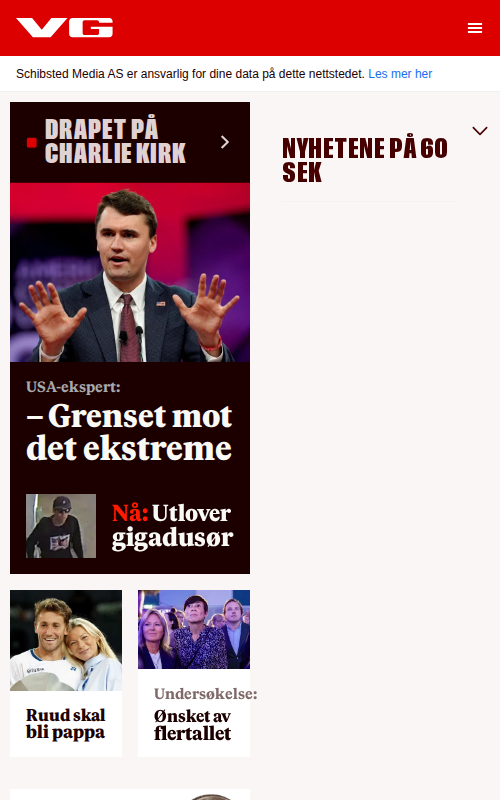 VG
Schibsted Media AS er ansvarlig for dine data på dette nettstedet. Les mer her
DRAPET PÅ
CHARLIE KIRK
USA-ekspert:
– Grenset mot
det ekstreme
Nå: Utlover
gigadusør
Ruud skal
bli pappa
Undersøkelse:
Ønsket av
flertallet
NYHETENE PÅ 60
SEK